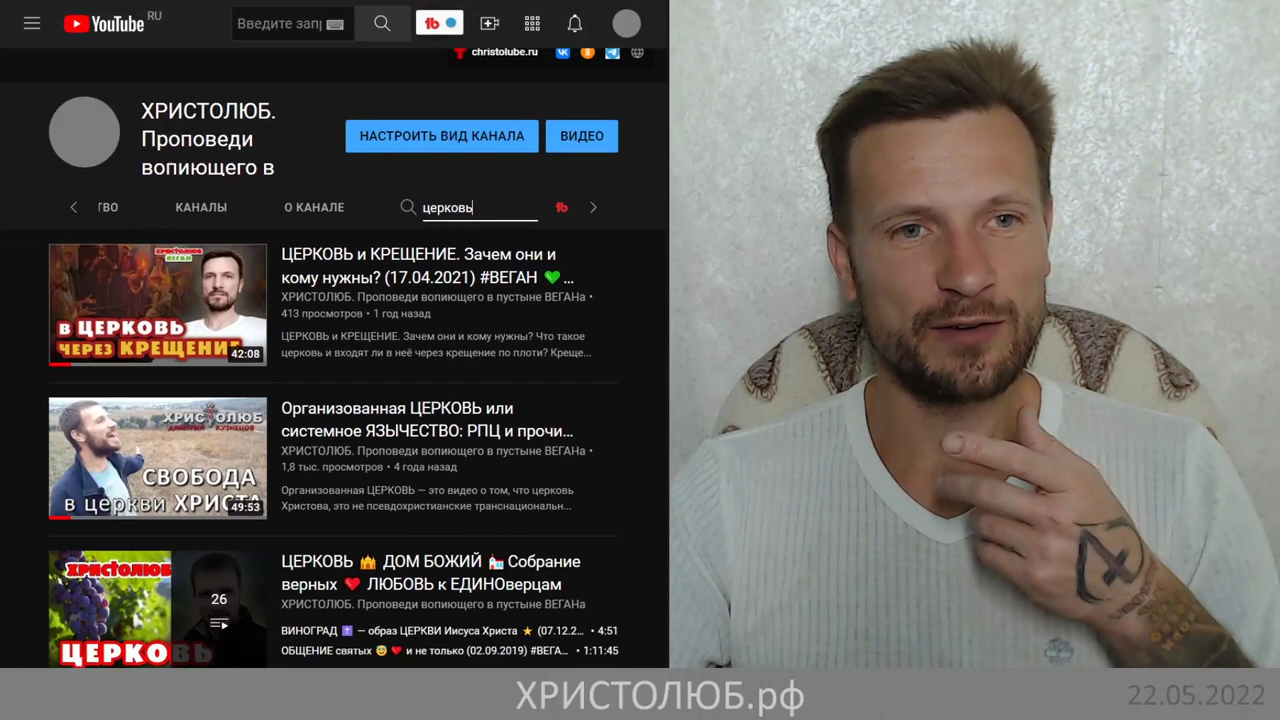 YouTube RU
Введите зап
christolube.ru
ХРИСТОЛЮБ.
Проповеди
вопиющего в
НАСТРОИТЬ ВИД КАНАЛА
ВИДЕО
ТВО
КАНАЛЫ
О КАНАЛЕ
церковь
ХРИСТОЛЮБ
ВЕГАН
в ЦЕРКОВЬ
ЧЕРЕЗ КРЕЩЕНИЕ
42:08
ЦЕРКОВЬ и КРЕЩЕНИЕ. Зачем они и
кому нужны? (17.04.2021) #ВЕГАН 💚 ...
ХРИСТОЛЮБ. Проповеди вопиющего в пустыне ВЕГАНа •
413 просмотров • 1 год назад
ЦЕРКОВЬ и КРЕЩЕНИЕ. Зачем они и кому нужны? Что такое
церковь и входят ли в неё через крещение по плоти? Креще...
ХРИСТОЛЮБ
ДМИТРИЙ КУЗНЕЦОВ
СВОБОДА
в церкви ХРИСТА
49:53
Организованная ЦЕРКОВЬ или
системное ЯЗЫЧЕСТВО: РПЦ и прочи...
ХРИСТОЛЮБ. Проповеди вопиющего в пустыне ВЕГАНа •
1,8 тыс. просмотров • 4 года назад
Организованная ЦЕРКОВЬ — это видео о том, что церковь
Христова, это не псевдохристианские транснациональн...
ХРИСТОЛЮБ
26
ЦЕРКОВЬ
ЦЕРКОВЬ 🏰 ДОМ БОЖИЙ 💒 Собрание
верных ❤️ ЛЮБОВЬ к ЕДИНОверцам
ХРИСТОЛЮБ. Проповеди вопиющего в пустыне ВЕГАНа
ВИНОГРАД ✝️ — образ ЦЕРКВИ Иисуса Христа ⭐ (07.12.2... • 4:51
ОБЩЕНИЕ святых 😇 ❤️ и не только (02.09.2019) #ВЕГА... • 1:11:45
ХРИСТОЛЮБ.рф
22.05.2022